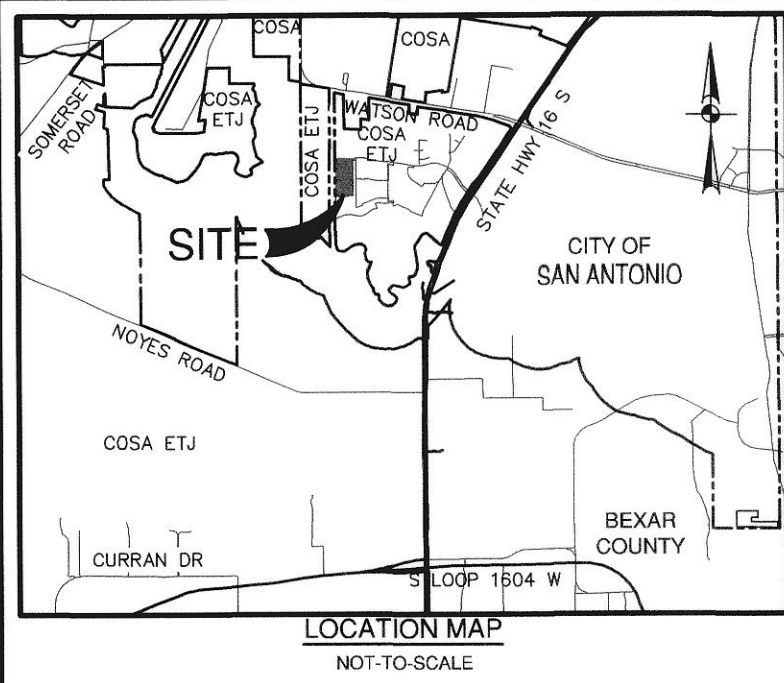 COSA
COSA
SOMERSET
ROAD
COSA
ETJ
COSA ETJ
WATSON ROAD
COSA
ETJ
STATE HWY 16 S
SITE
CITY OF
SAN ANTONIO
NOYES ROAD
COSA ETJ
BEXAR
COUNTY
CURRAN DR
S LOOP 1604 W
LOCATION MAP
NOT-TO-SCALE